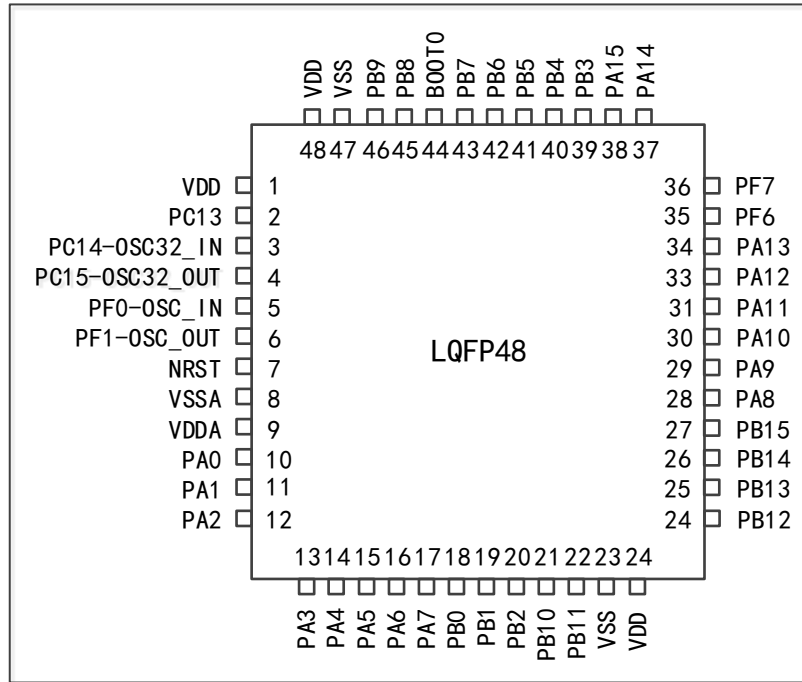 VDD VSS PB9 PB8 BOOT0 PB7 PB6 PB5 PB4 PB3 PA15 PA14
48 47 46 45 44 43 42 41 40 39 38 37
VDD 1 36 PF7
PC13 2 35 PF6
PC14-OSC32_IN 3 34 PA13
PC15-OSC32_OUT 4 33 PA12
PF0-OSC_IN 5 31 PA11
PF1-OSC_OUT 6 30 PA10
LQFP48
NRST 7 29 PA9
VSSA 8 28 PA8
VDDA 9 27 PB15
PA0 10 26 PB14
PA1 11 25 PB13
PA2 12 24 PB12
13 14 15 16 17 18 19 20 21 22 23 24
PA3 PA4 PA5 PA6 PA7 PB0 PB1 PB2 PB10 PB11 VSS VDD